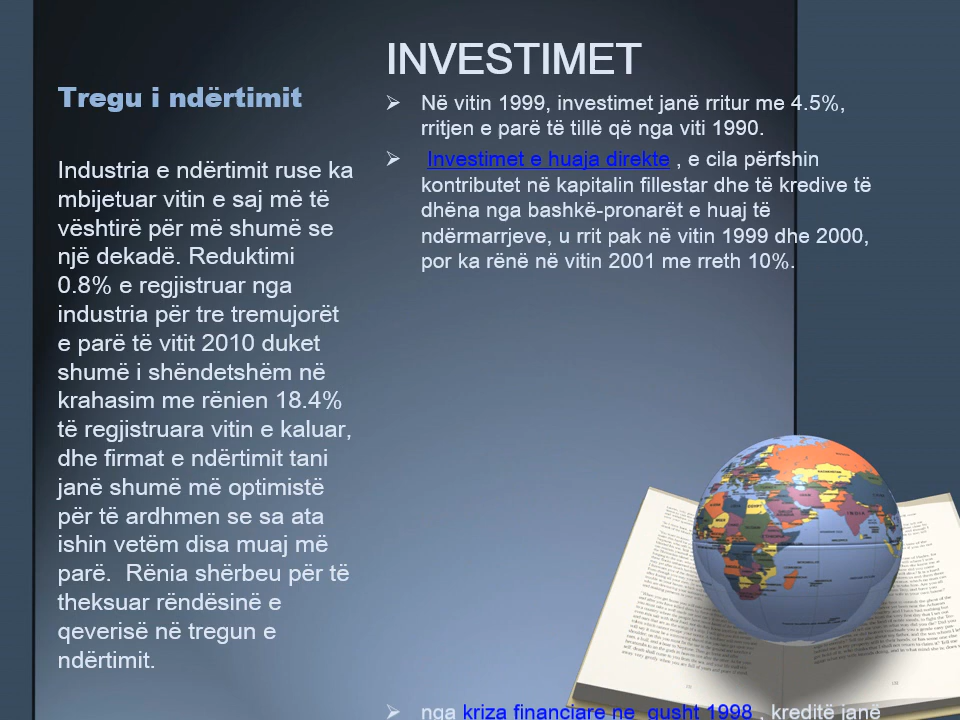 Tregu i ndërtimit
Industria e ndërtimit ruse ka
mbijetuar vitin e saj më të
vështirë për më shumë se
një dekadë. Reduktimi
0.8% e regjistruar nga
industria për tre tremujorët
e parë të vitit 2010 duket
shumë i shëndetshëm në
krahasim me rënien 18.4%
të regjistruara vitin e kaluar,
dhe firmat e ndërtimit tani
janë shumë më optimistë
për të ardhmen se sa ata
ishin vetëm disa muaj më
parë.  Rënia shërbeu për të
theksuar rëndësinë e
qeverisë në tregun e
ndërtimit.
INVESTIMET
➢ Në vitin 1999, investimet janë rritur me 4.5%,
rritjen e parë të tillë që nga viti 1990.
➢ Investimet e huaja direkte , e cila përfshin
kontributet në kapitalin fillestar dhe të kredive të
dhëna nga bashkë-pronarët e huaj të
ndërmarrjeve, u rrit pak në vitin 1999 dhe 2000,
por ka rënë në vitin 2001 me rreth 10%.
➢ nga kriza financiare ne  gusht 1998 , kreditë janë
INDIA